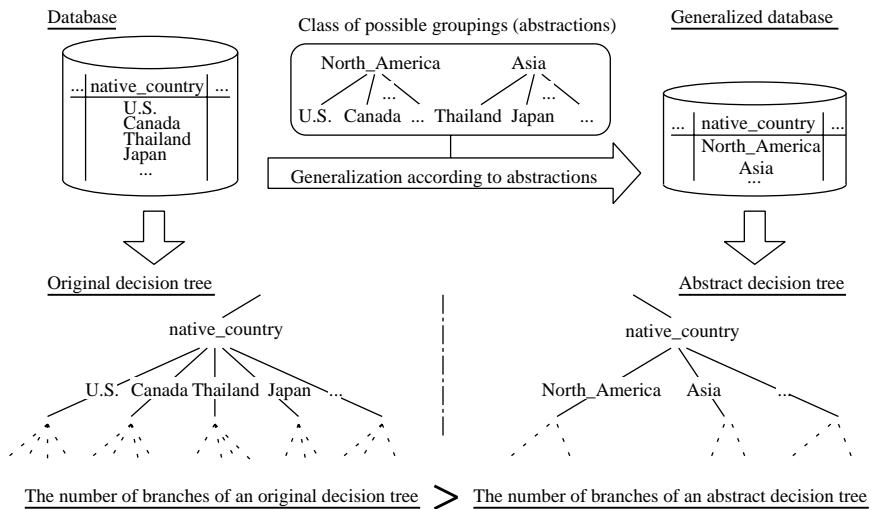 Database
Class of possible groupings (abstractions)
Generalized database
... native_country ...
U.S.
Canada
Thailand
Japan
...
North_America Asia
... ...
U.S. Canada ... Thailand Japan ...
Generalization according to abstractions
... native_country ...
North_America
Asia
...
Original decision tree
Abstract decision tree
native_country
U.S. Canada Thailand Japan ...
native_country
North_America Asia ...
The number of branches of an original decision tree > The number of branches of an abstract decision tree